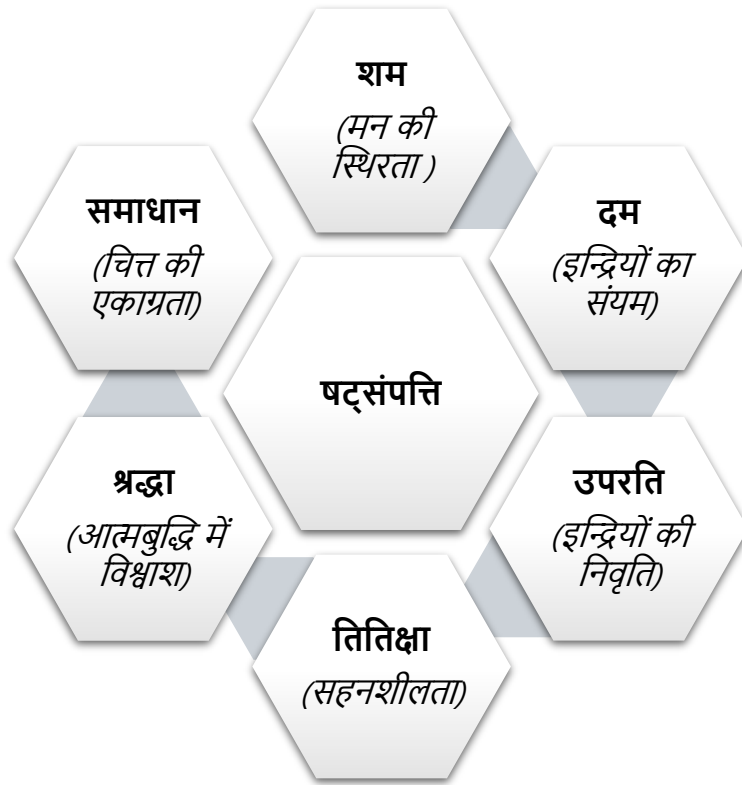 शम
(मन की
स्थिरता )
दम
(इन्द्रियों का
संयम)
उपरति
(इन्द्रियों की
निवृति)
तितिक्षा
(सहनशीलता)
श्रद्धा
(आत्मबुद्धि में
विश्वाश)
समाधान
(चित्त की
एकाग्रता)
षट्संपत्ति